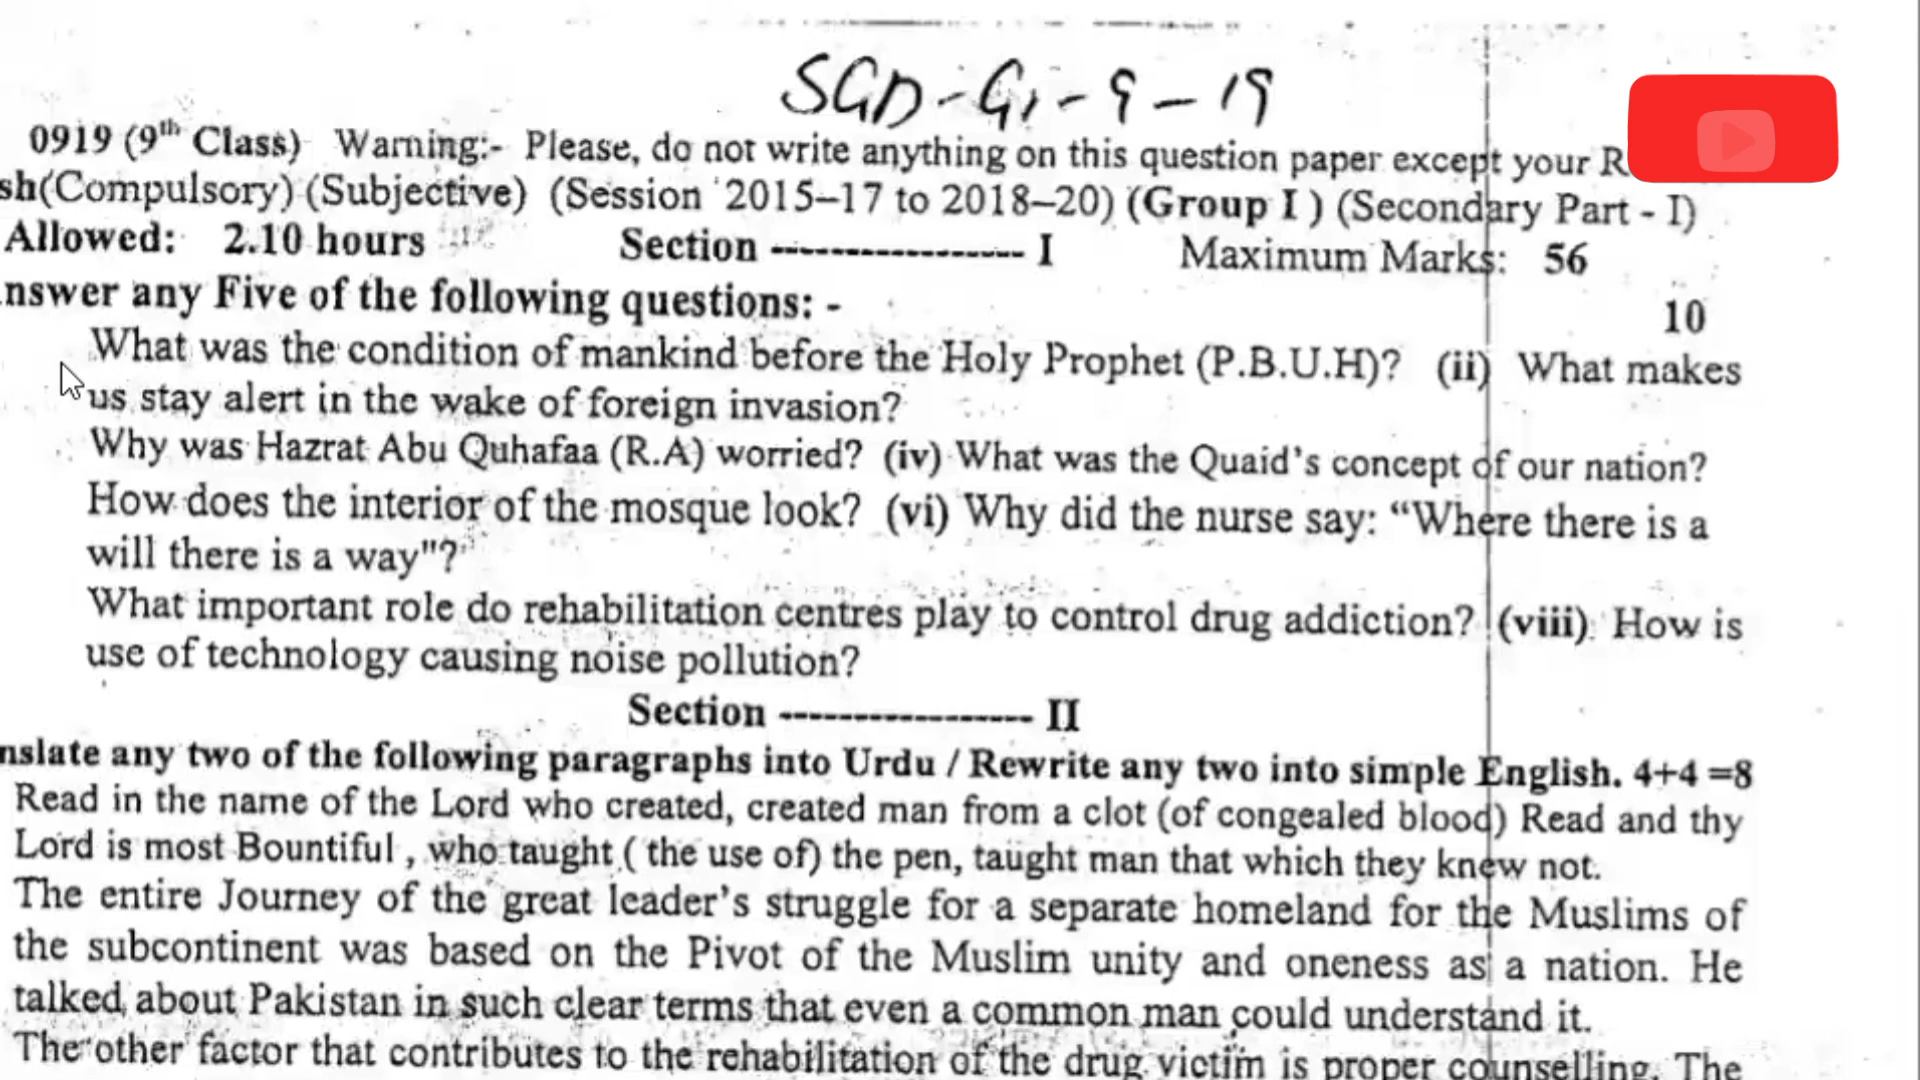 SGD-G1-9-19
0919 (9th Class) Warning:- Please, do not write anything on this question paper except your R
sh(Compulsory) (Subjective) (Session 2015–17 to 2018–20) (Group I ) (Secondary Part - I)
Allowed: 2.10 hours Section ----------------- I Maximum Marks: 56
nswer any Five of the following questions: - 10
What was the condition of mankind before the Holy Prophet (P.B.U.H)? (ii) What makes
us stay alert in the wake of foreign invasion?
Why was Hazrat Abu Quhafaa (R.A) worried? (iv) What was the Quaid's concept of our nation?
How does the interior of the mosque look? (vi) Why did the nurse say: “Where there is a
will there is a way"?
What important role do rehabilitation centres play to control drug addiction? (viii) How is
use of technology causing noise pollution?
Section ----------------- II
nslate any two of the following paragraphs into Urdu / Rewrite any two into simple English. 4+4 =8
Read in the name of the Lord who created, created man from a clot (of congealed blood) Read and thy
Lord is most Bountiful , who taught ( the use of) the pen, taught man that which they knew not.
The entire Journey of the great leader's struggle for a separate homeland for the Muslims of
the subcontinent was based on the Pivot of the Muslim unity and oneness as a nation. He
talked about Pakistan in such clear terms that even a common man could understand it.
The other factor that contributes to the rehabilitation of the drug victim is proper counselling. The